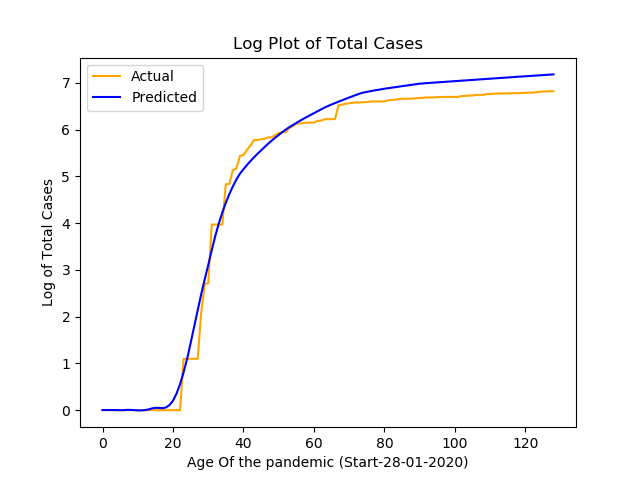 Log Plot of Total Cases
Actual
Predicted
7
6
5
4
3
2
1
0
Log of Total Cases
0 20 40 60 80 100 120
Age Of the pandemic (Start-28-01-2020)